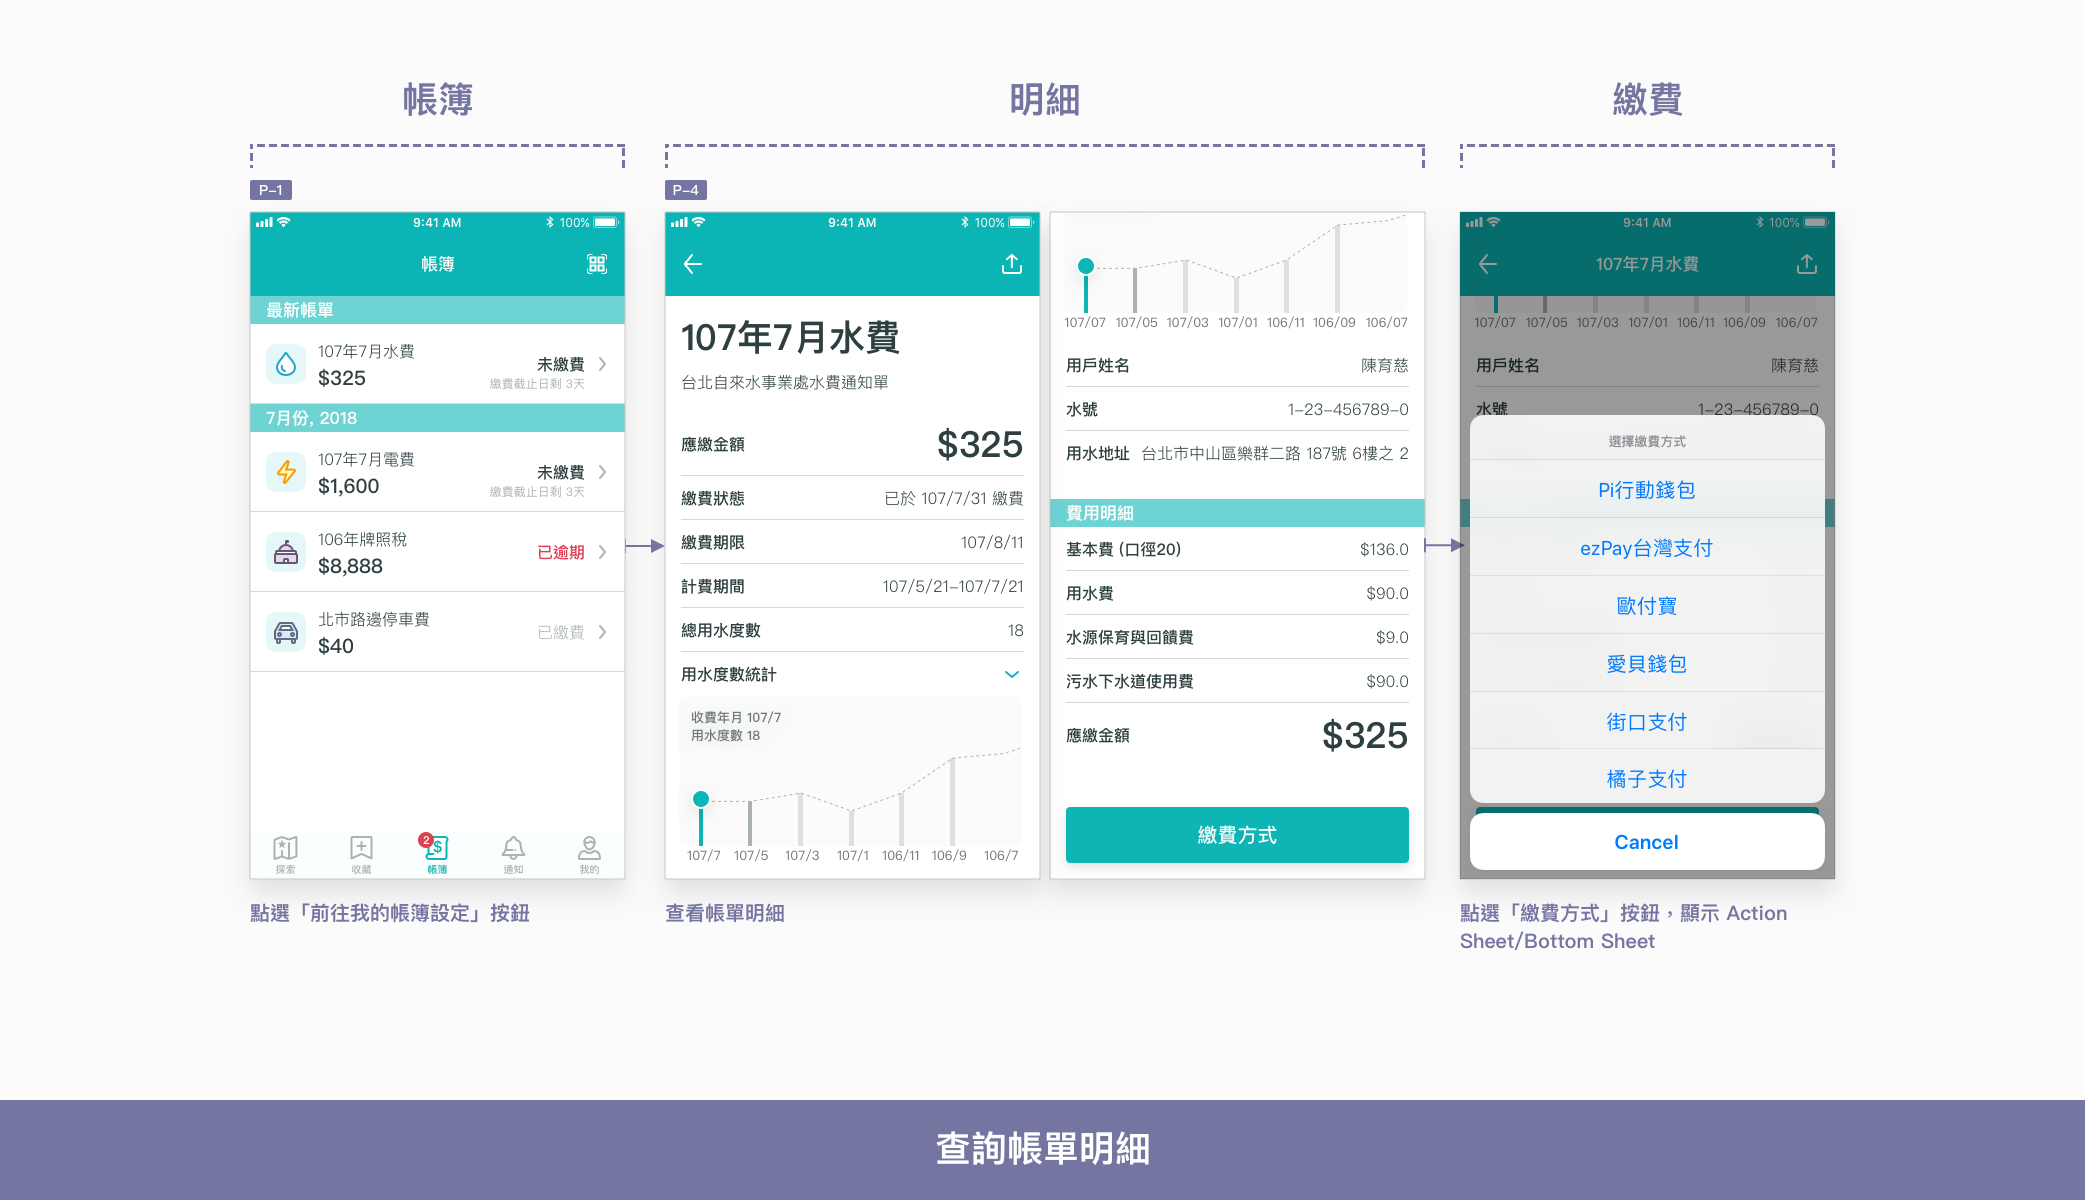 帳簿
明細
繳費
P-1
9:41 AM
100%
帳簿
最新帳單
107年7月水費
$325
未繳費
繳費截止日剩 3天
7月份, 2018
107年7月電費
$1,600
未繳費
繳費截止日剩 3天
106年牌照稅
$8,888
已逾期
北市路邊停車費
$40
已繳費
探索
收藏
2
$
帳簿
通知
我的
點選「前往我的帳簿設定」按鈕
P-4
9:41 AM
100%
107年7月水費
台北自來水事業處水費通知單
應繳金額 $325
繳費狀態 已於 107/7/31 繳費
繳費期限 107/8/11
計費期間 107/5/21-107/7/21
總用水度數 18
用水度數統計
收費年月 107/7
用水度數 18
107/7 107/5 107/3 107/1 106/11 106/9 106/7
查看帳單明細
107/07 107/05 107/03 107/01 106/11 106/09 106/07
用戶姓名 陳育慈
水號 1-23-456789-0
用水地址 台北市中山區樂群二路 187號 6樓之 2
費用明細
基本費 (口徑20) $136.0
用水費 $90.0
水源保育與回饋費 $9.0
污水下水道使用費 $90.0
應繳金額 $325
繳費方式
9:41 AM
100%
107年7月水費
107/07 107/05 107/03 107/01 106/11 106/09 106/07
用戶姓名 陳育慈
水號 1-23-456789-0
選擇繳費方式
Pi行動錢包
ezPay台灣支付
歐付寶
愛貝錢包
街口支付
橘子支付
Cancel
點選「繳費方式」按鈕，顯示 Action
Sheet/Bottom Sheet
查詢帳單明細